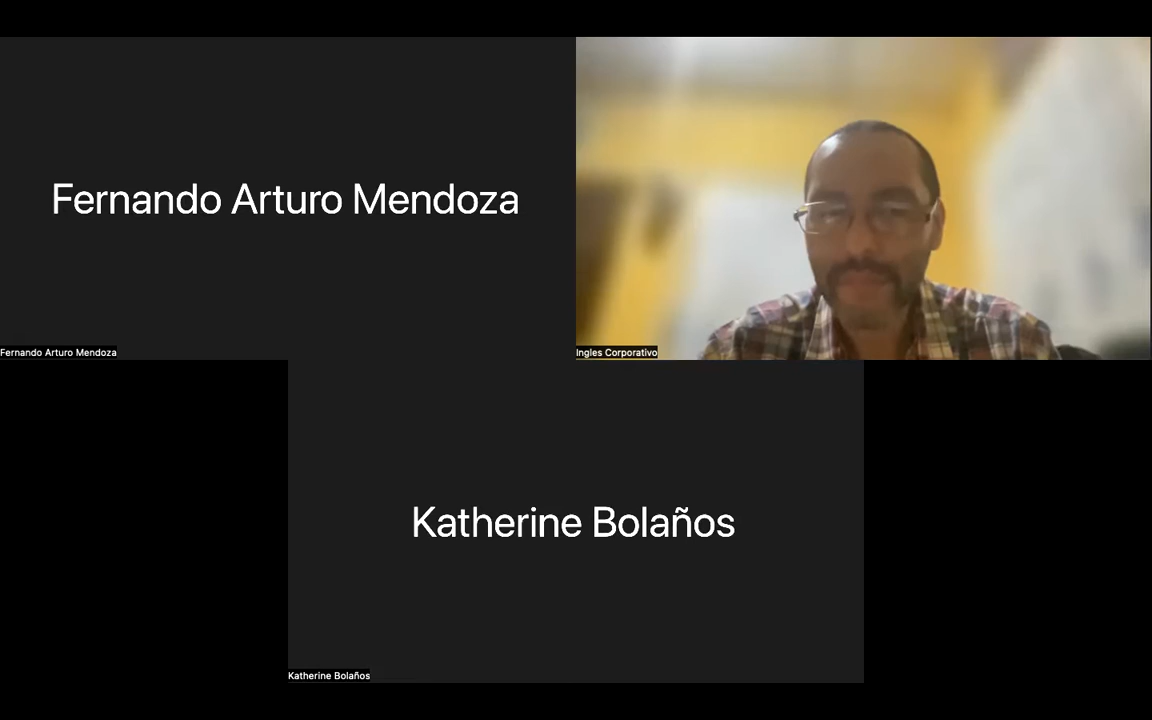 Fernando Arturo Mendoza
Fernando Arturo Mendoza
Ingles Corporativo
Katherine Bolaños
Katherine Bolaños